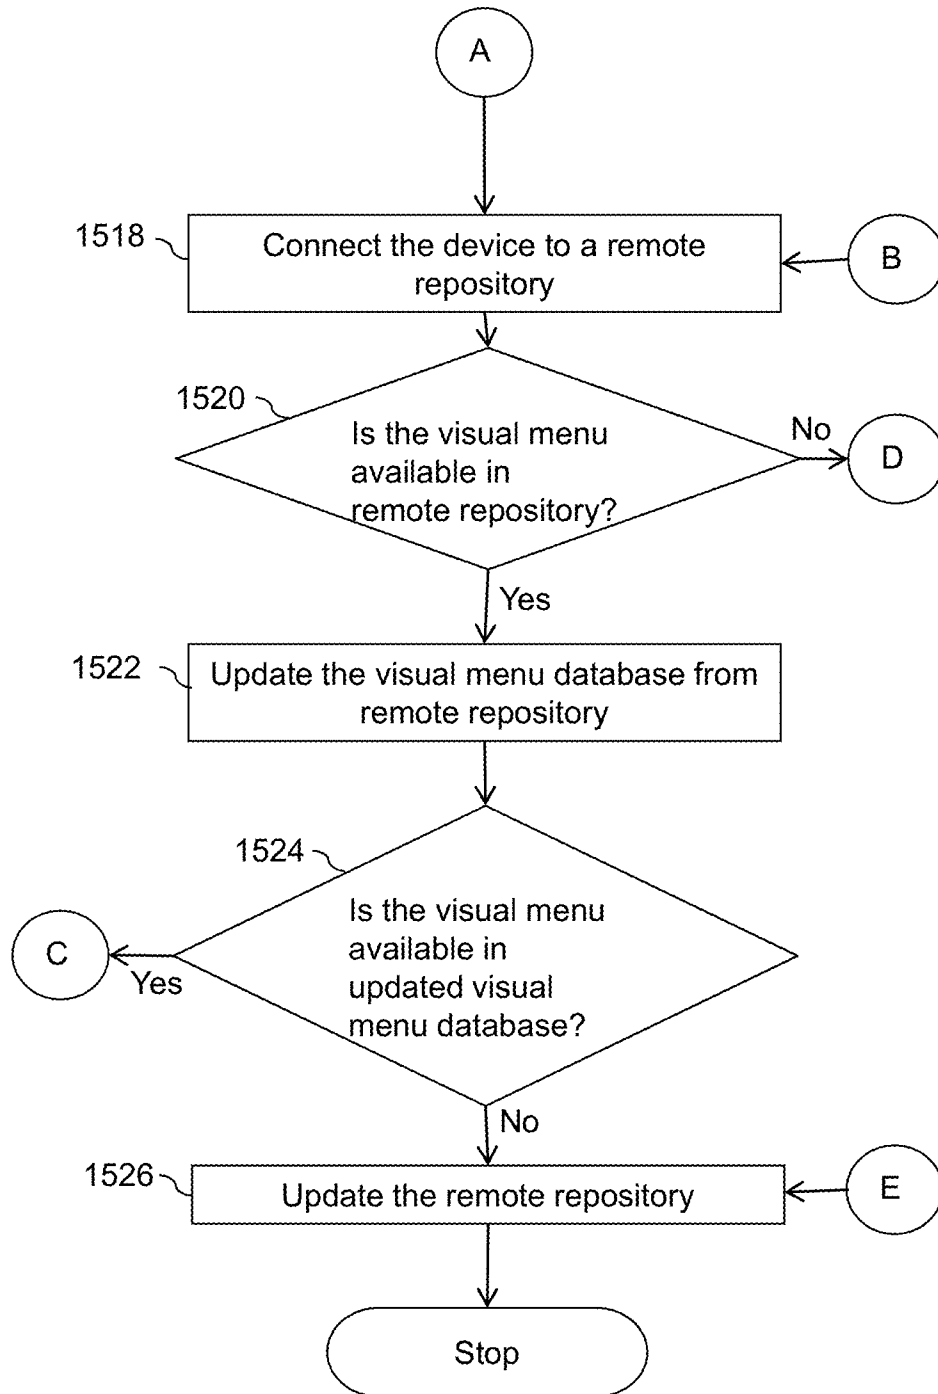 A
1518
Connect the device to a remote
repository
B
1520
Is the visual menu
available in
remote repository?
No
D
Yes
1522
Update the visual menu database from
remote repository
1524
Is the visual menu
available in
updated visual
menu database?
C
Yes
No
1526
Update the remote repository
E
Stop